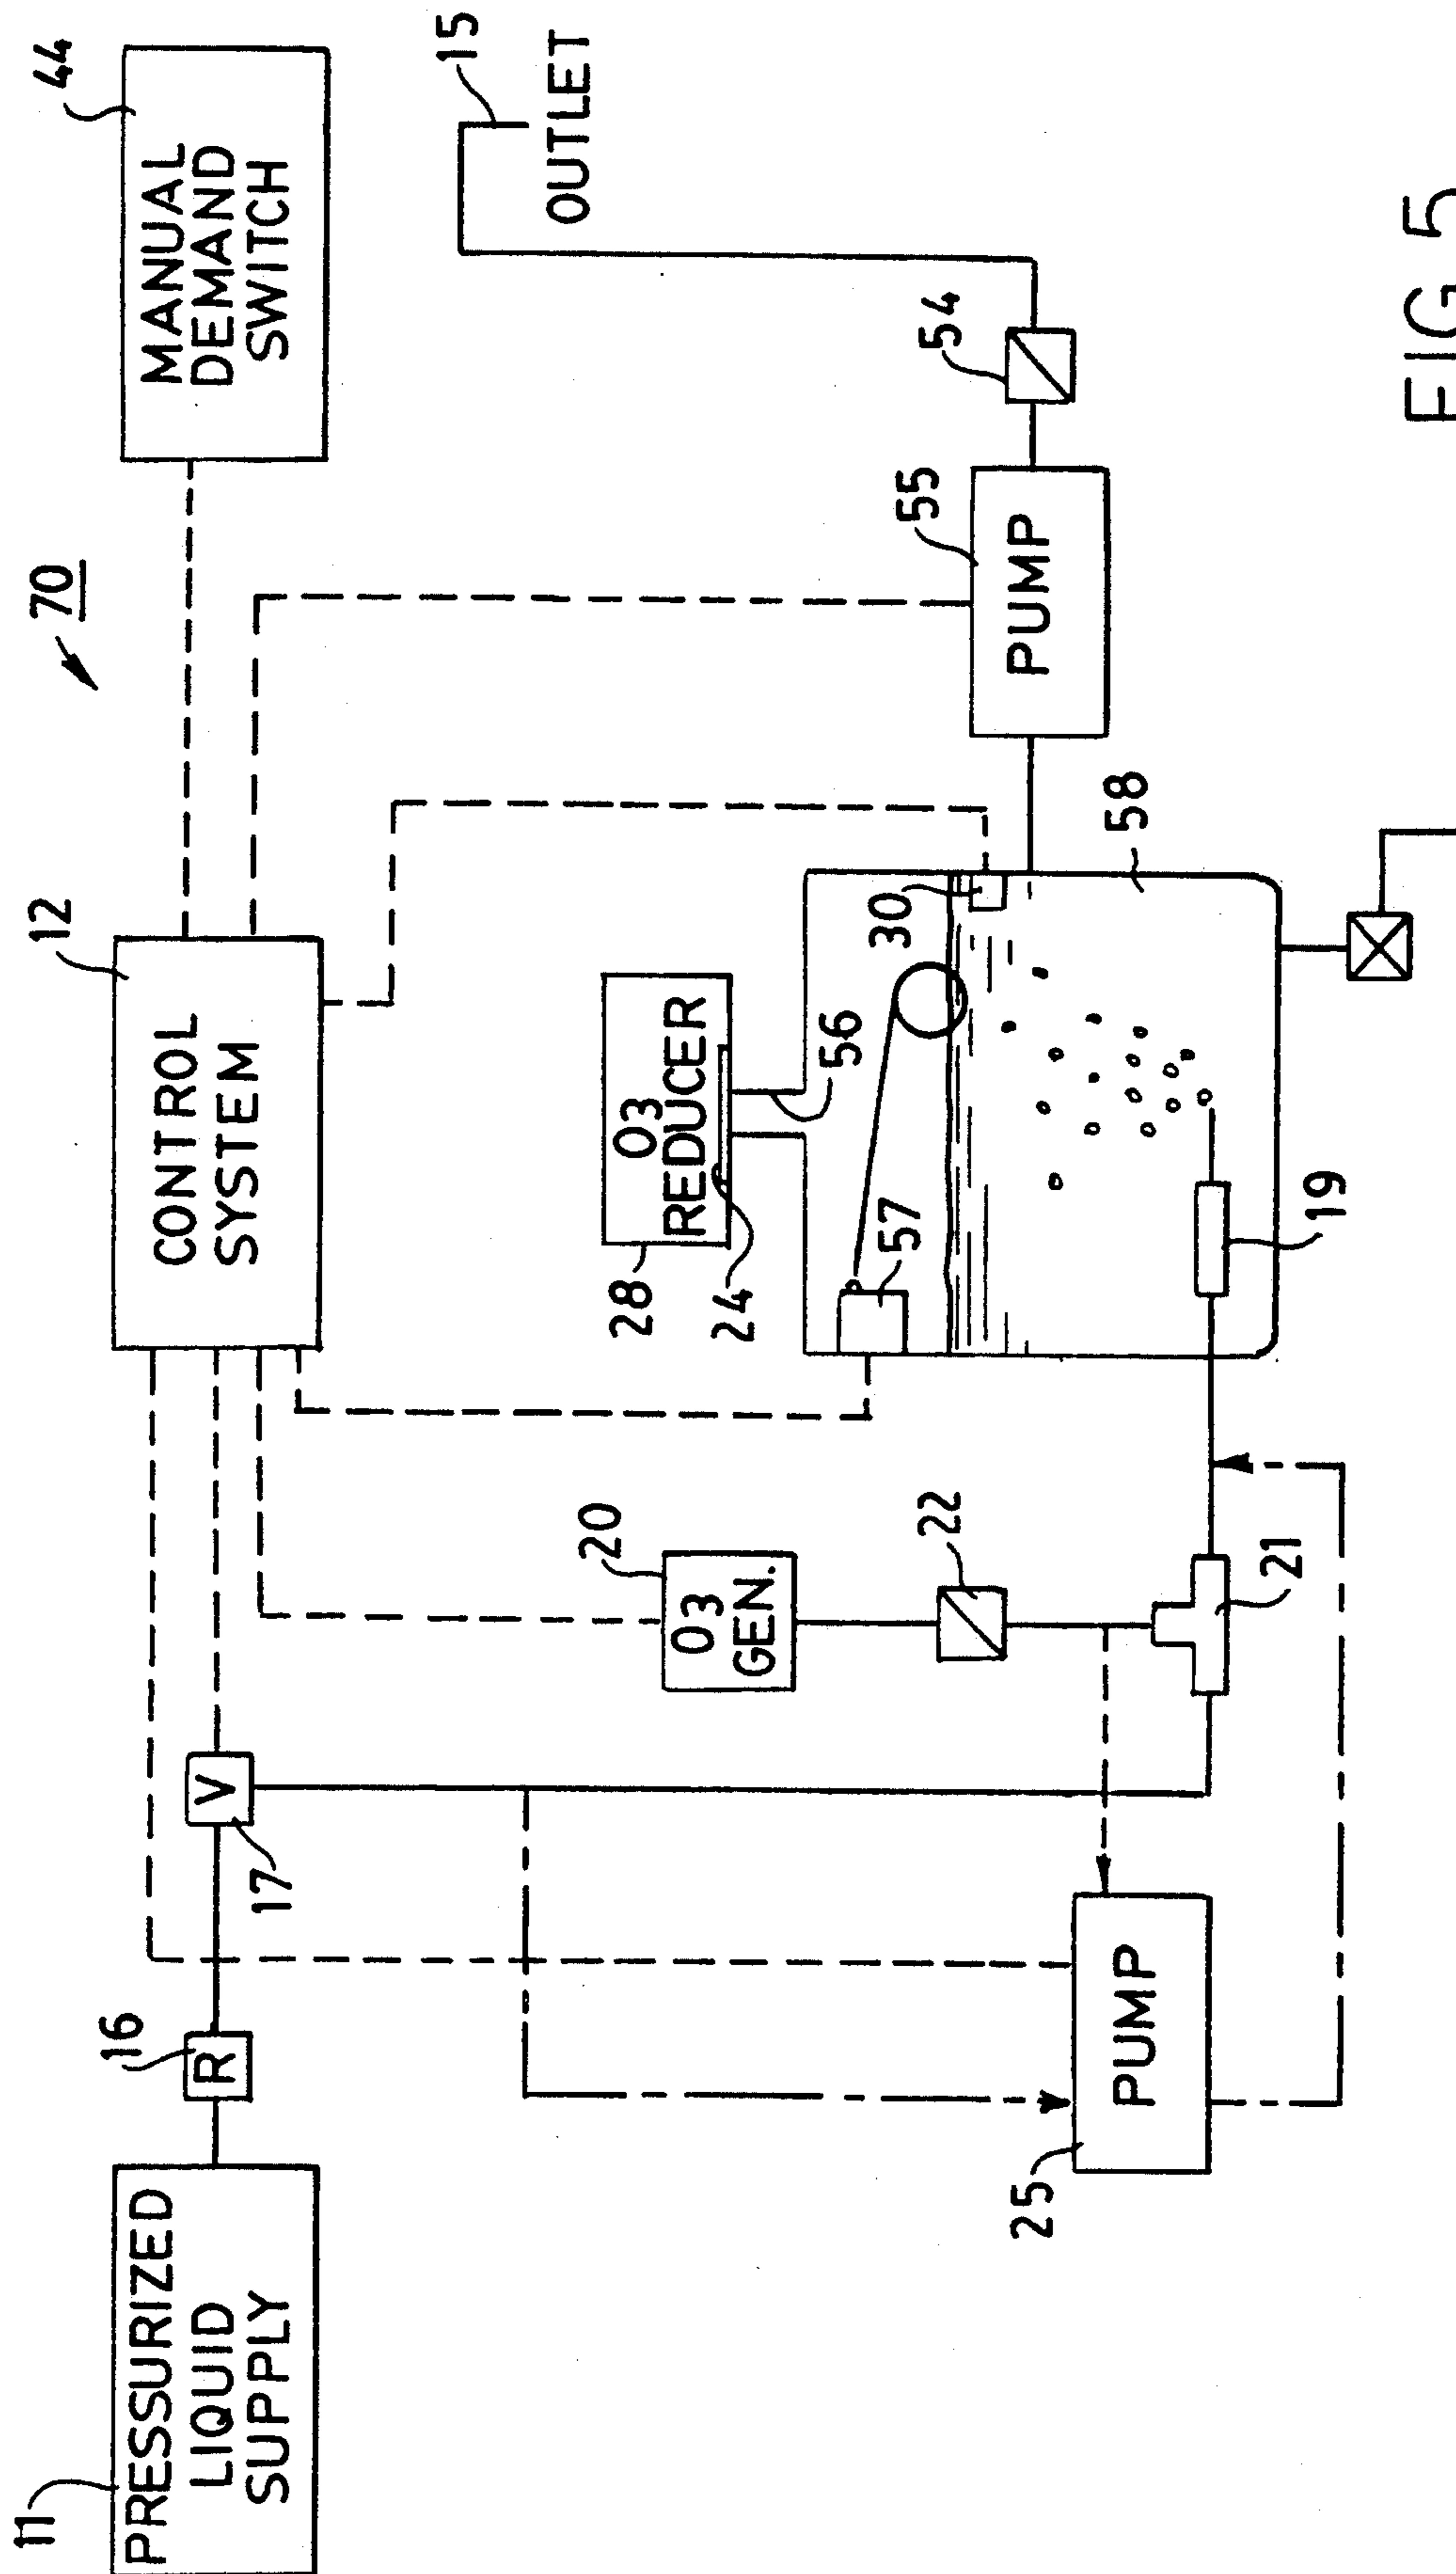 70
11
PRESSURIZED
LIQUID
SUPPLY
16
R
V
17
12
CONTROL
SYSTEM
44
MANUAL
DEMAND
SWITCH
15
OUTLET
20
O3
GEN.
22
21
25
PUMP
28
O3
REDUCER
24
56
57
30
19
58
55
PUMP
54
FIG 5